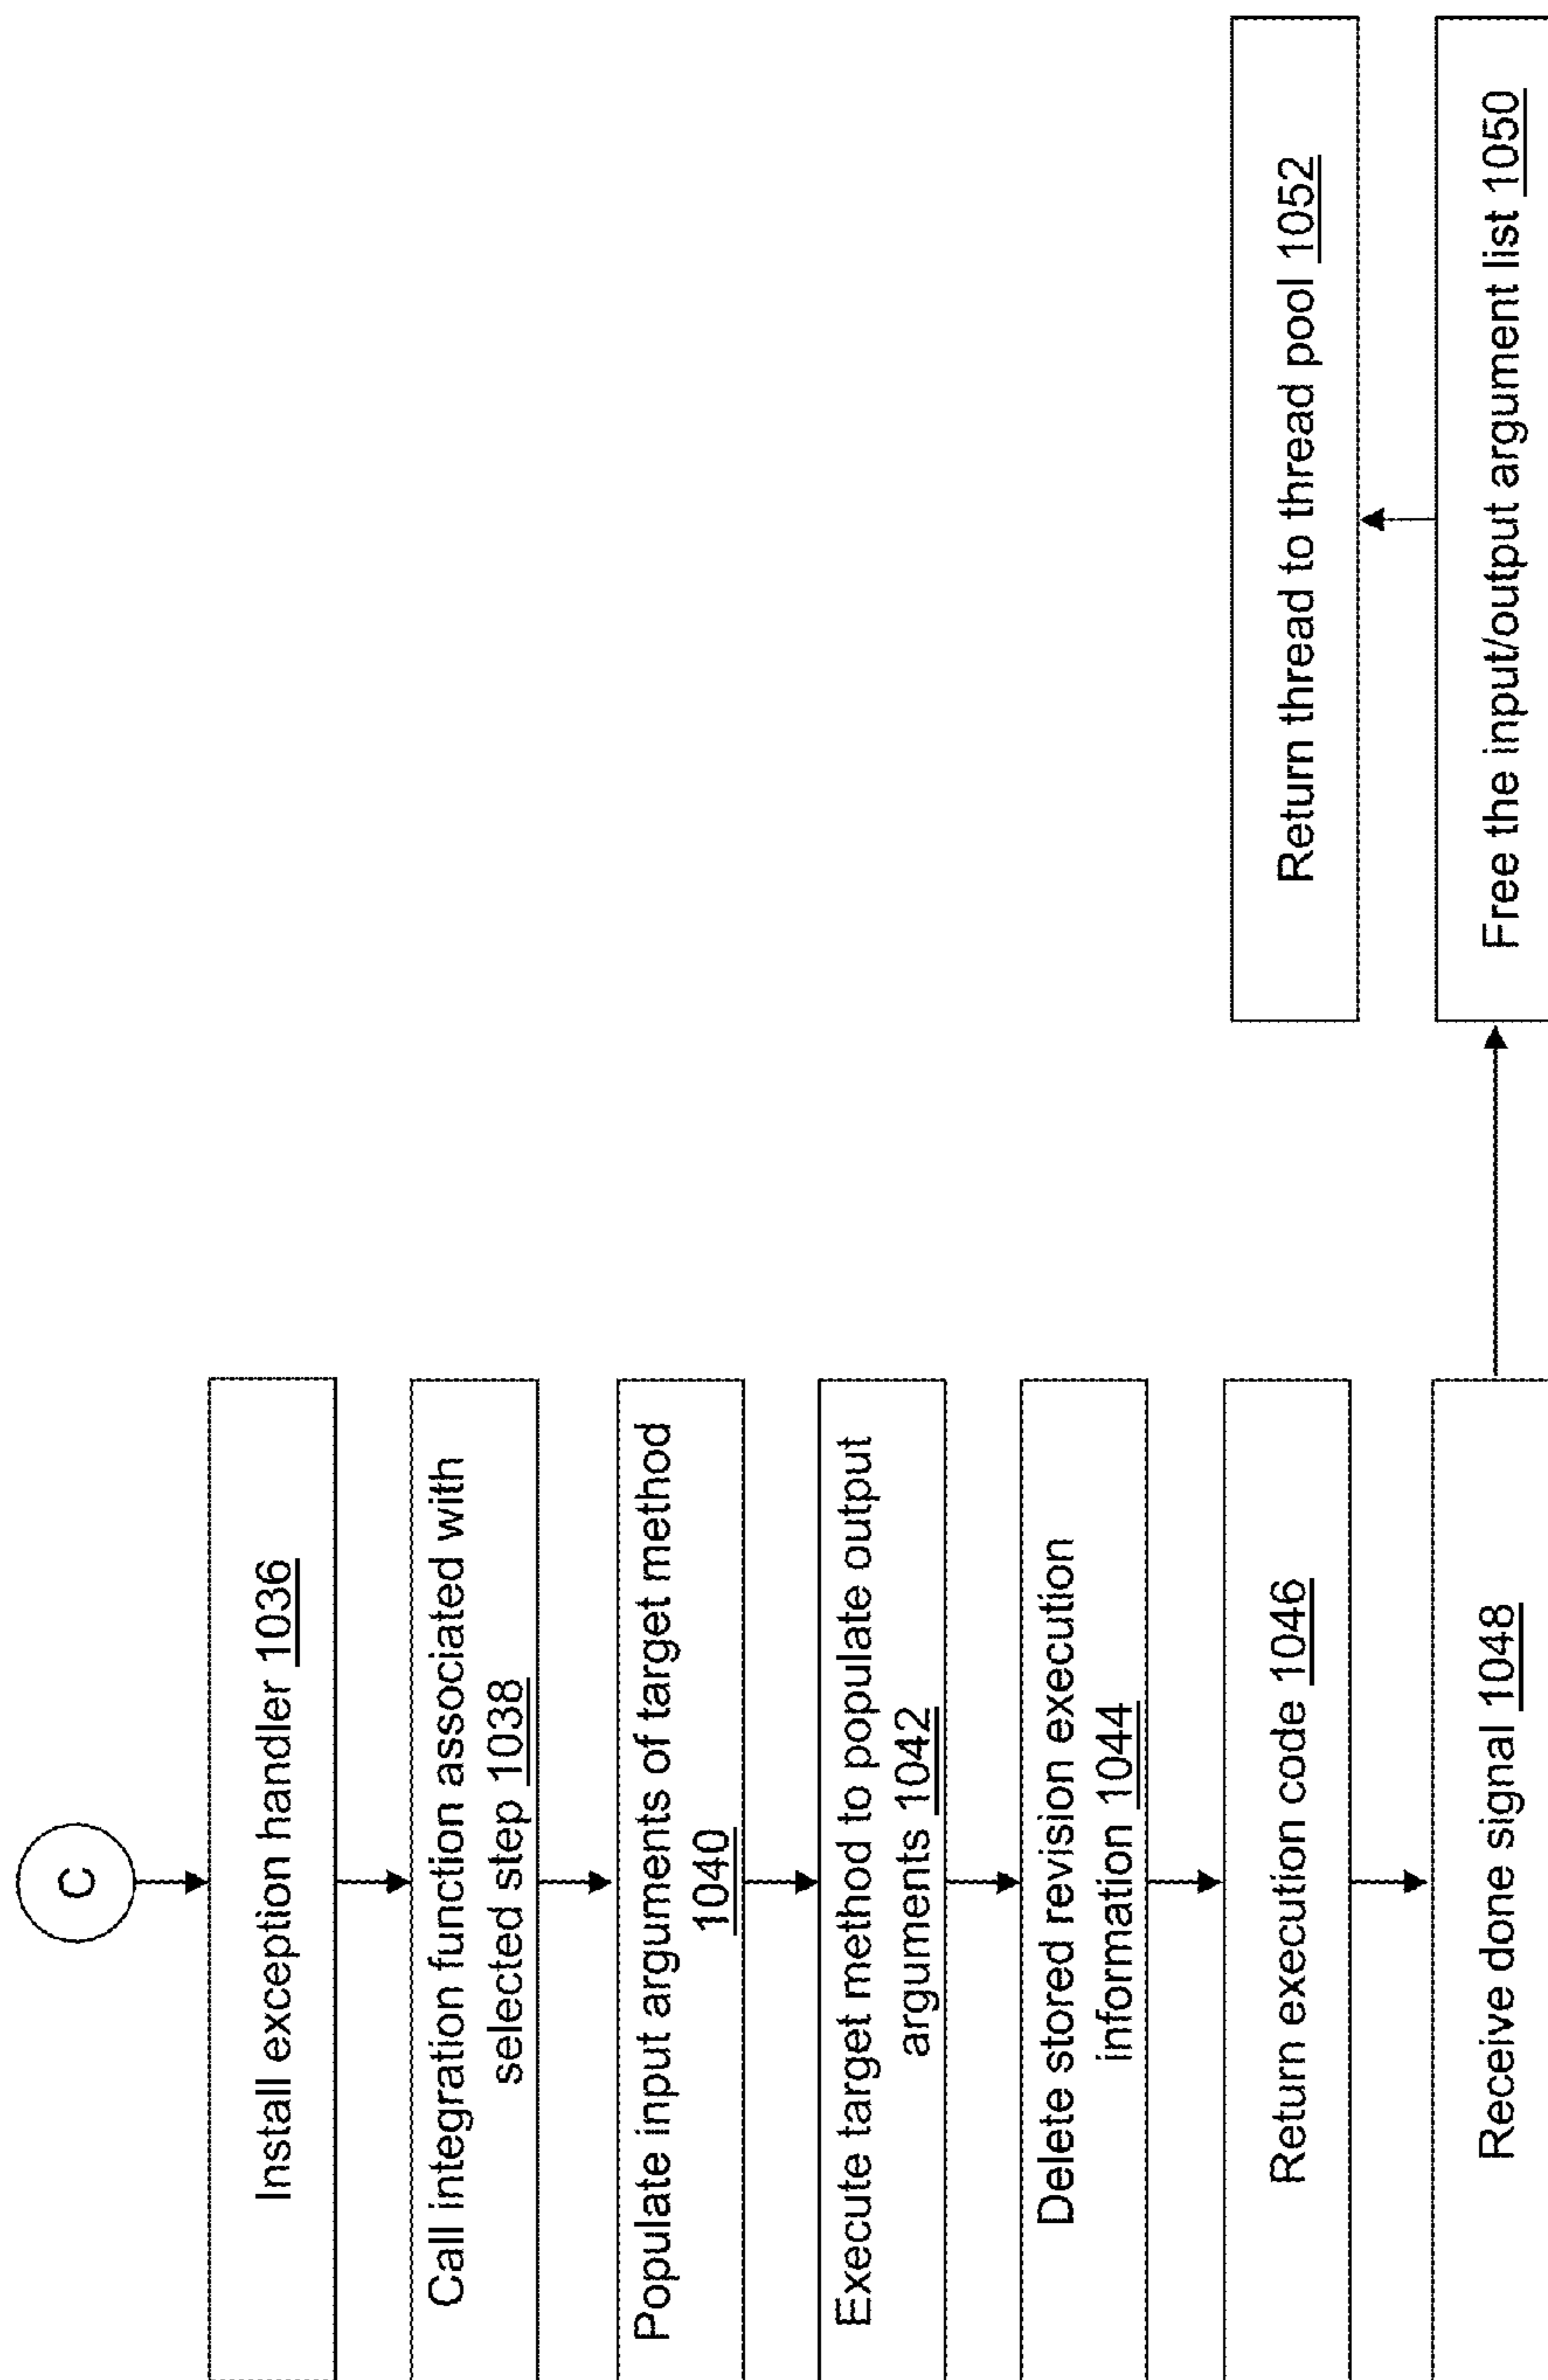 C
Install exception handler 1036
Call integration function associated with
selected step 1038
Populate input arguments of target method
1040
Execute target method to populate output
arguments 1042
Delete stored revision execution
information 1044
Return execution code 1046
Receive done signal 1048
Free the input/output argument list 1050
Return thread to thread pool 1052